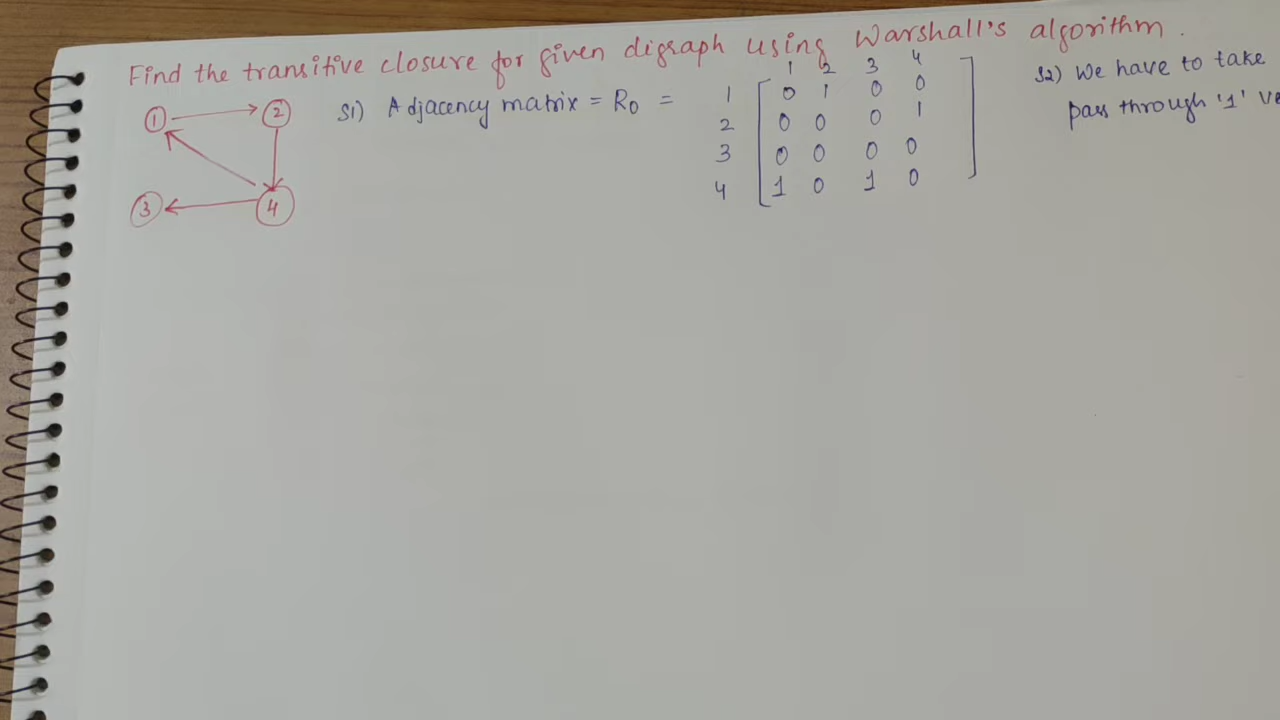 Find the transitive closure for given digraph using Warshall's algorithm.
1 2
3 4
S1) Adjacency matrix = R0 =
1 2 3 4
1 0 1 0 0
2 0 0 0 1
3 0 0 0 0
4 1 0 1 0
S2) We have to take
pass through '1'